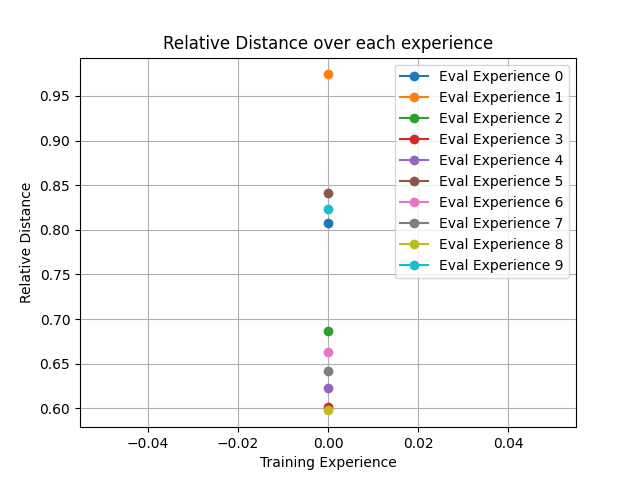 Relative Distance over each experience
Relative Distance
0.95
0.90
0.85
0.80
0.75
0.70
0.65
0.60
Eval Experience 0
Eval Experience 1
Eval Experience 2
Eval Experience 3
Eval Experience 4
Eval Experience 5
Eval Experience 6
Eval Experience 7
Eval Experience 8
Eval Experience 9
−0.04 −0.02 0.00 0.02 0.04
Training Experience